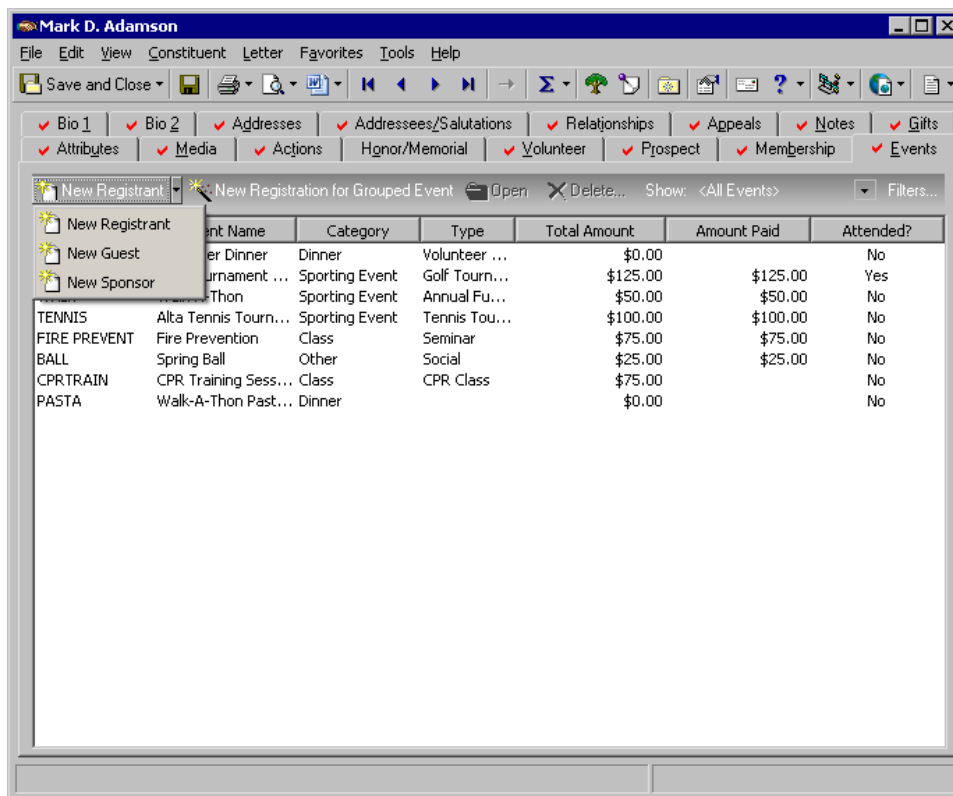 Mark D. Adamson
File Edit View Constituent Letter Favorites Tools Help
Save and Close
Bio 1 Bio 2 Addresses Addressees/Salutations Relationships Appeals Notes Gifts
Attributes Media Actions Honor/Memorial Volunteer Prospect Membership Events
New Registrant New Registration for Grouped Event Open Delete... Show: <All Events> Filters...
New Registrant
New Guest
New Sponsor
ent Name Category Type Total Amount Amount Paid Attended?
er Dinner Dinner Volunteer ... $0.00 No
urnament ... Sporting Event Golf Tourn... $125.00 $125.00 Yes
-Thon Sporting Event Annual Fu... $50.00 $50.00 No
TENNIS Alta Tennis Tourn... Sporting Event Tennis Tou... $100.00 $100.00 No
FIRE PREVENT Fire Prevention Class Seminar $75.00 $75.00 No
BALL Spring Ball Other Social $25.00 $25.00 No
CPRTRAIN CPR Training Sess... Class CPR Class $75.00 No
PASTA Walk-A-Thon Past... Dinner $0.00 No